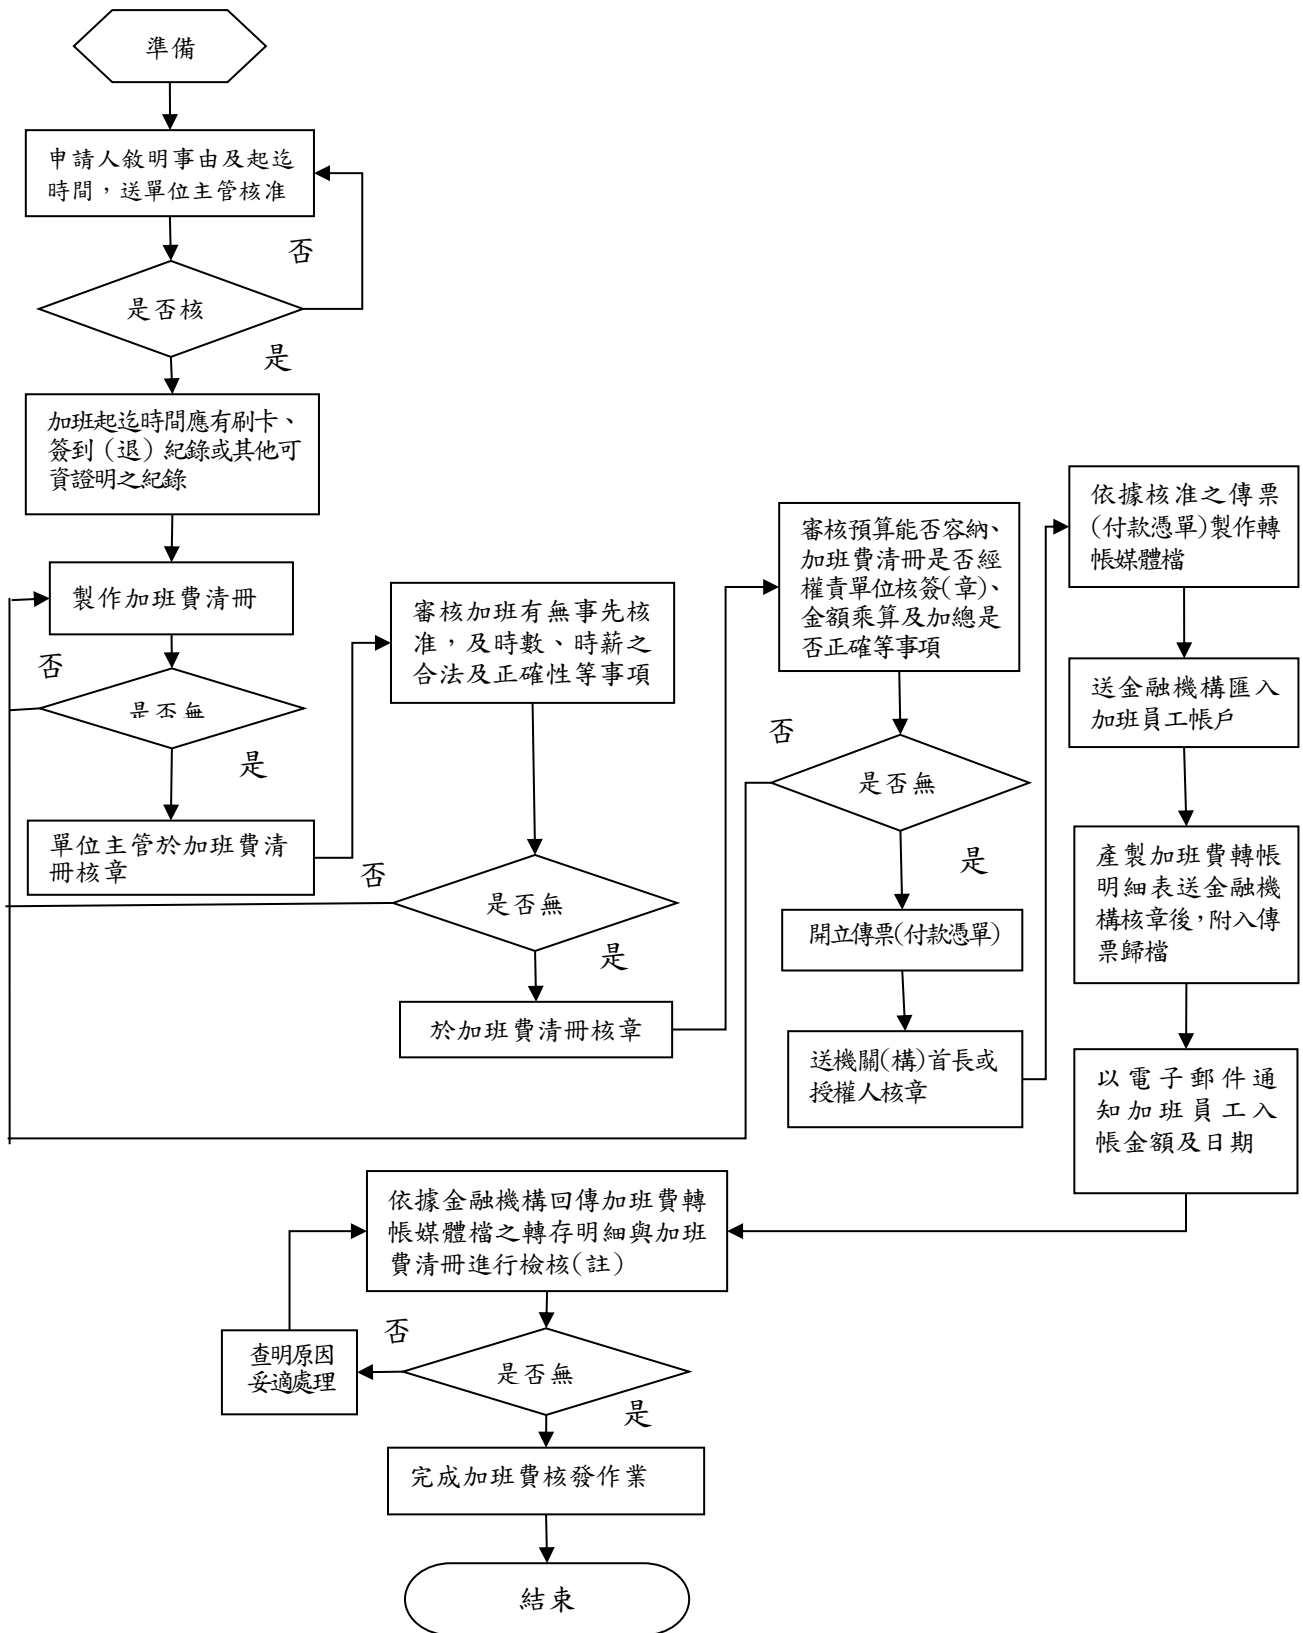 準備
申請人敘明事由及起迄
時間，送單位主管核准
否
是否核
是
加班起迄時間應有刷卡、
簽到（退）紀錄或其他可
資證明之紀錄
製作加班費清冊
否
是否無
是
單位主管於加班費清
冊核章
審核加班有無事先核
准，及時數、時薪之
合法及正確性等事項
否
是否無
是
於加班費清冊核章
審核預算能否容納、
加班費清冊是否經
權責單位核簽(章)、
金額乘算及加總是
否正確等事項
否
是否無
是
開立傳票(付款憑單)
送機關(構)首長或
授權人核章
依據核准之傳票
(付款憑單)製作轉
帳媒體檔
送金融機構匯入
加班員工帳戶
產製加班費轉帳
明細表送金融機
構核章後，附入傳
票歸檔
以電子郵件通
知加班員工入
帳金額及日期
依據金融機構回傳加班費轉
帳媒體檔之轉存明細與加班
費清冊進行檢核(註)
否
查明原因
妥適處理
是否無
是
完成加班費核發作業
結束